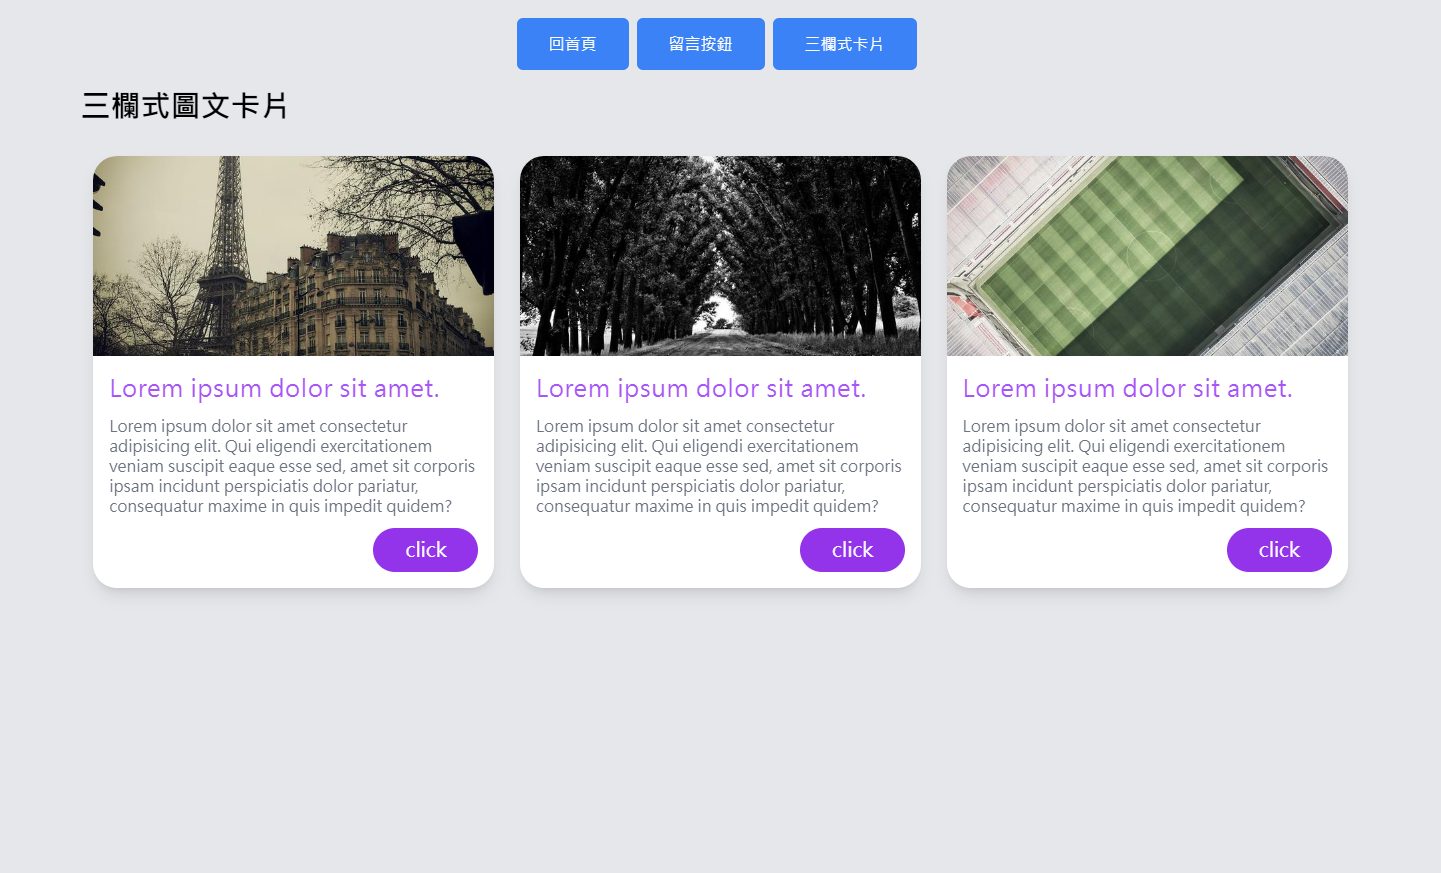 回首頁 留言按鈕 三欄式卡片
三欄式圖文卡片
Lorem ipsum dolor sit amet.
Lorem ipsum dolor sit amet consectetur
adipisicing elit. Qui eligendi exercitationem
veniam suscipit eaque esse sed, amet sit corporis
ipsam incidunt perspiciatis dolor pariatur,
consequatur maxime in quis impedit quidem?
click
Lorem ipsum dolor sit amet.
Lorem ipsum dolor sit amet consectetur
adipisicing elit. Qui eligendi exercitationem
veniam suscipit eaque esse sed, amet sit corporis
ipsam incidunt perspiciatis dolor pariatur,
consequatur maxime in quis impedit quidem?
click
Lorem ipsum dolor sit amet.
Lorem ipsum dolor sit amet consectetur
adipisicing elit. Qui eligendi exercitationem
veniam suscipit eaque esse sed, amet sit corporis
ipsam incidunt perspiciatis dolor pariatur,
consequatur maxime in quis impedit quidem?
click